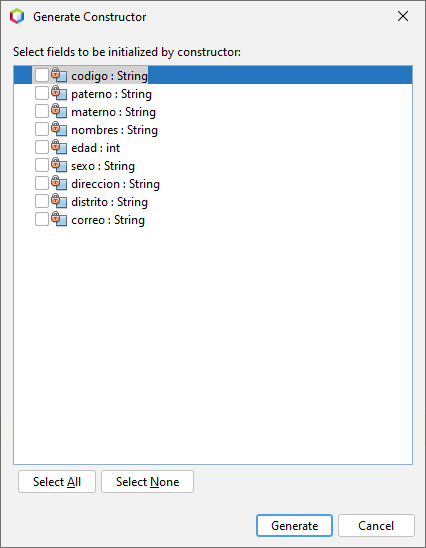 Generate Constructor
Select fields to be initialized by constructor:
codigo : String
paterno : String
materno : String
nombres : String
edad : int
sexo : String
direccion : String
distrito : String
correo : String
Select All
Select None
Generate
Cancel